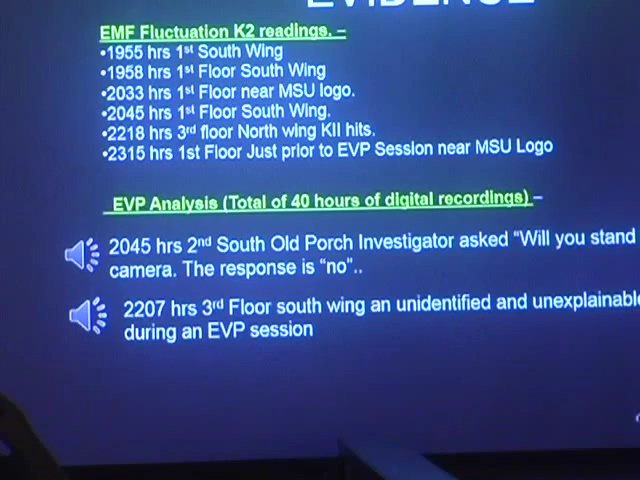 EVIDENCE
EMF Fluctuation K2 readings. –
•1955 hrs 1st South Wing
•1958 hrs 1st Floor South Wing
•2033 hrs 1st Floor near MSU logo.
•2045 hrs 1st Floor South Wing.
•2218 hrs 3rd floor North wing KII hits.
•2315 hrs 1st Floor Just prior to EVP Session near MSU Logo
EVP Analysis (Total of 40 hours of digital recordings) –
2045 hrs 2nd South Old Porch Investigator asked “Will you stand
camera. The response is “no”..
2207 hrs 3rd Floor south wing an unidentified and unexplainabl
during an EVP session